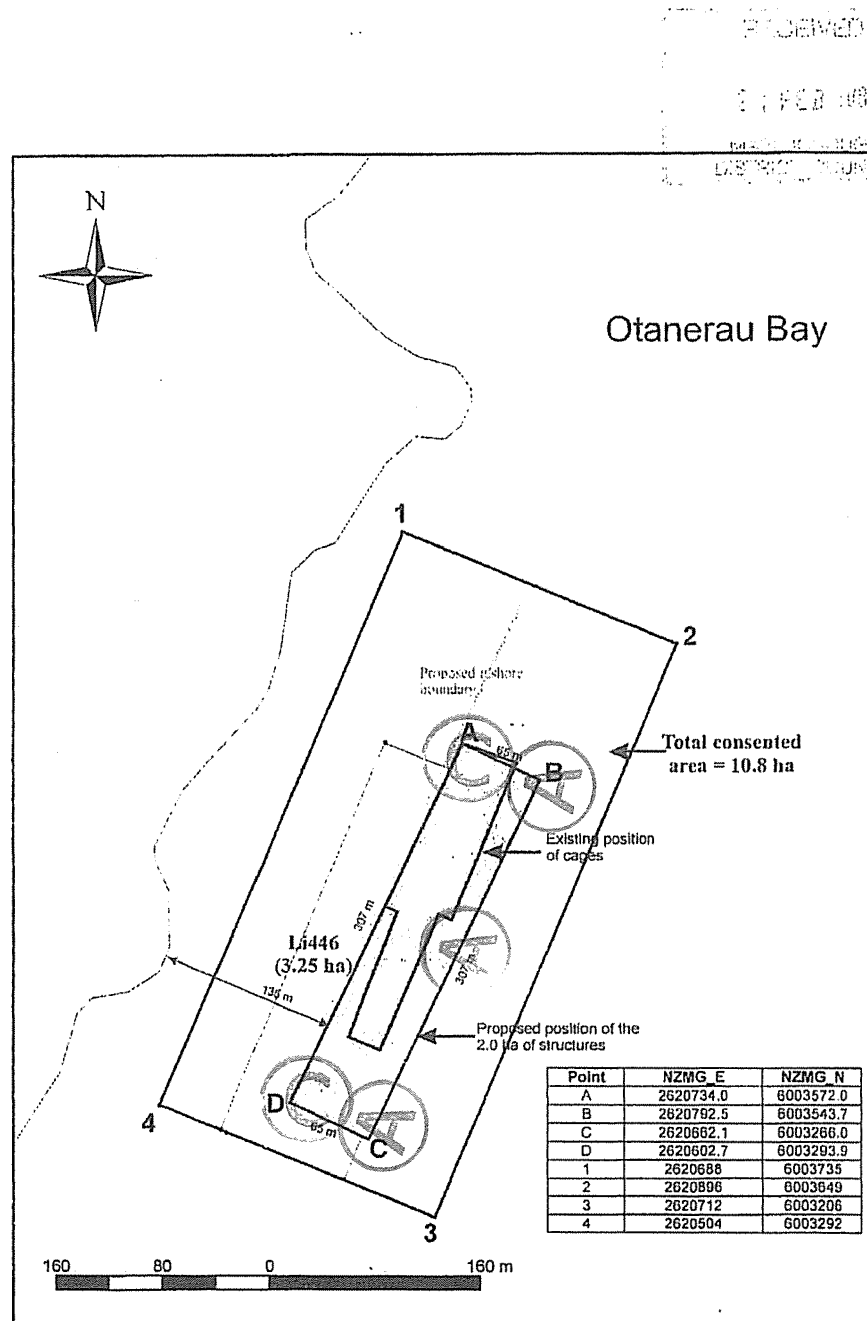 RECEIVED
N
Otanerau Bay
1
2
Proposed inshore
boundary
C
A
65 m
B
A
Total consented
area = 10.8 ha
Existing position
of cages
307 m
A
307 m
Li446
(3.25 ha)
136 m
Proposed position of the
2.0 ha of structures
C
D
A
C
65 m
4
3
Point NZMG_E NZMG_N
A 2620734.0 6003572.0
B 2620792.5 6003543.7
C 2620662.1 6003266.0
D 2620602.7 6003293.9
1 2620688 6003735
2 2620896 6003649
3 2620712 6003206
4 2620504 6003292
160 80 0 160 m